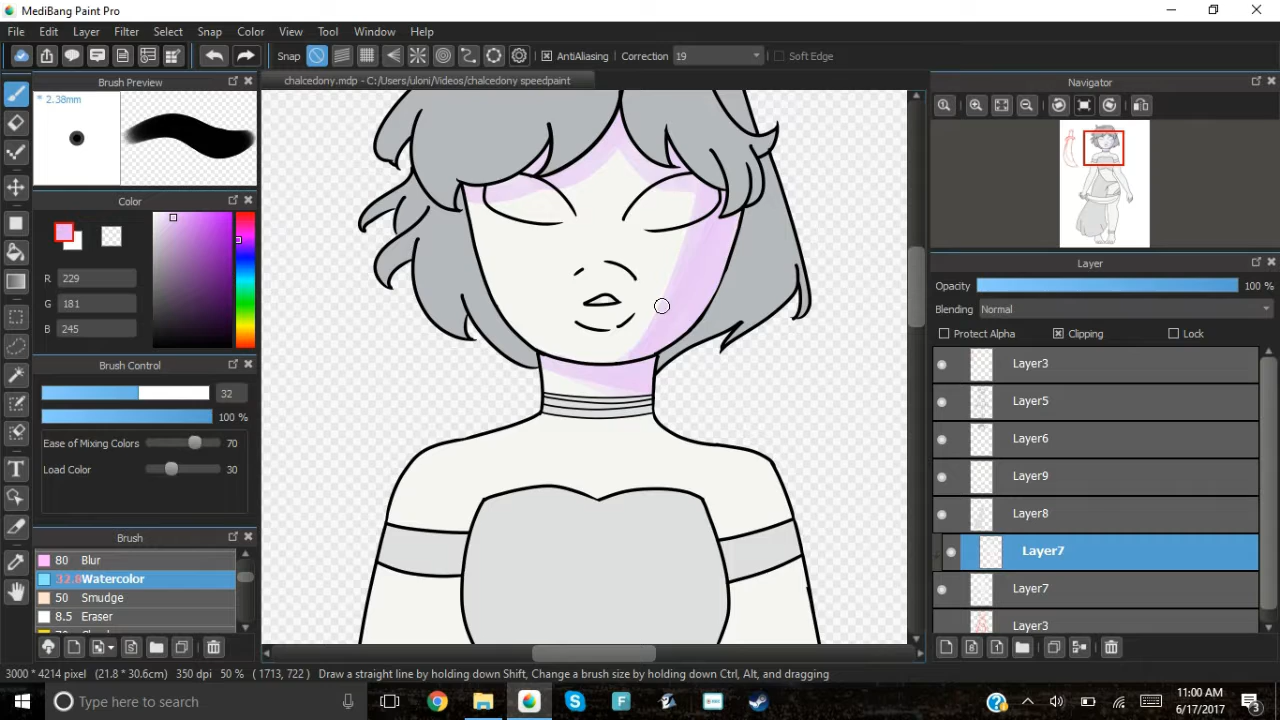 MediBang Paint Pro
File Edit Layer Filter Select Snap Color View Tool Window Help
Snap AntiAliasing Correction 19 Soft Edge
Brush Preview
chalcedony.mdp - C:/Users/uloni/Videos/chalcedony speedpaint
Navigator
* 2.38mm
Color
R 229
G 181
B 245
Layer
Opacity 100 %
Blending Normal
Protect Alpha Clipping Lock
Brush Control
32
100 %
Ease of Mixing Colors 70
Load Color 30
Layer3
Layer5
Layer6
Layer9
Layer8
Layer7
Layer7
Layer3
Brush
80 Blur
32.8 Watercolor
50 Smudge
8.5 Eraser
3000 * 4214 pixel (21.8 * 30.6cm) 350 dpi 50 % ( 1713, 722) Draw a straight line by holding down Shift, Change a brush size by holding down Ctrl, Alt, and dragging
Type here to search
11:00 AM
6/17/2017
3